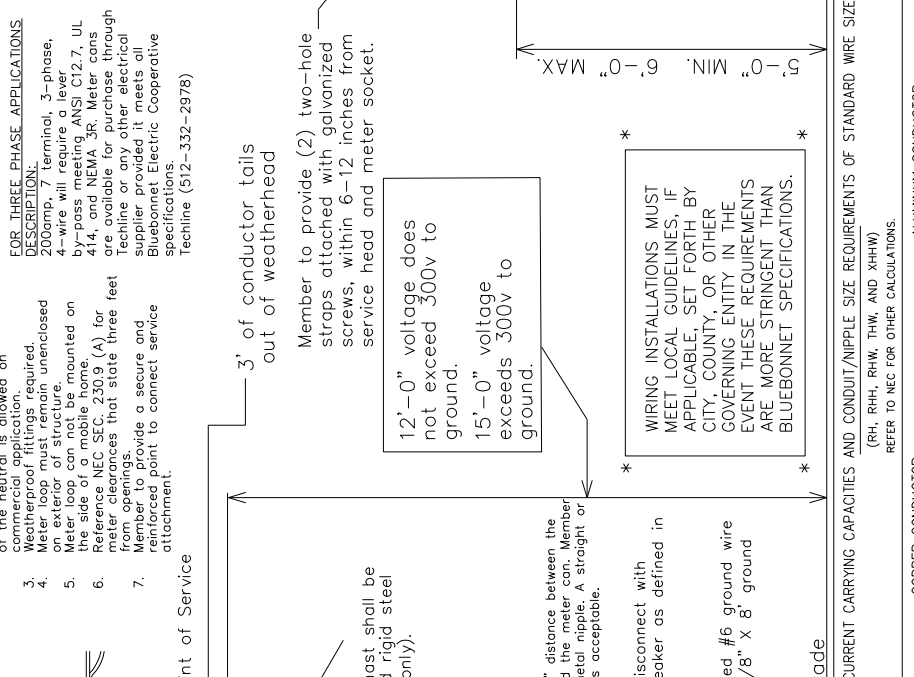 of the neutral is allowed on
commercial application.
3. Weatherproof fittings required.
4. Meter loop must remain unenclosed
on exterior of structure.
5. Meter loop can not be mounted on
the side of a mobile home.
6. Reference NEC SEC. 230.9 (A) for
meter clearances that state three feet
from openings.
7. Member to provide a secure and
reinforced point to connect service
attachment.
FOR THREE PHASE APPLICATIONS
DESCRIPTION:
200amp, 7 terminal, 3-phase,
4-wire will require a lever
by-pass meeting ANSI C12.7, UL
414, and NEMA 3R. Meter cans
are available for purchase through
Techline or any other electrical
supplier provided it meets all
Bluebonnet Electric Cooperative
specifications.
Techline (512-332-2978)
nt of Service
3' of conductor tails
out of weatherhead
Member to provide (2) two-hole
straps attached with galvanized
screws, within 6-12 inches from
service head and meter socket.
ast shall be
d rigid steel
only).
12'-0" voltage does
not exceed 300v to
ground.
15'-0" voltage
exceeds 300v to
ground.
" distance between the
d the meter can. Member
etal nipple. A straight or
s acceptable.
isconnect with
eaker as defined in
ed #6 ground wire
/8" X 8' ground
ade
* *
WIRING INSTALLATIONS MUST
MEET LOCAL GUIDELINES, IF
APPLICABLE, SET FORTH BY
CITY, COUNTY, OR OTHER
GOVERNING ENTITY IN THE
EVENT THESE REQUIREMENTS
ARE MORE STRINGENT THAN
BLUEBONNET SPECIFICATIONS.
* *
5'-0" MIN. 6'-0" MAX.
CURRENT CARRYING CAPACITIES AND CONDUIT/NIPPLE SIZE REQUIREMENTS OF STANDARD WIRE SIZE
(RH, RHH, RHW, THW, AND XHHW)
REFER TO NEC FOR OTHER CALCULATIONS.